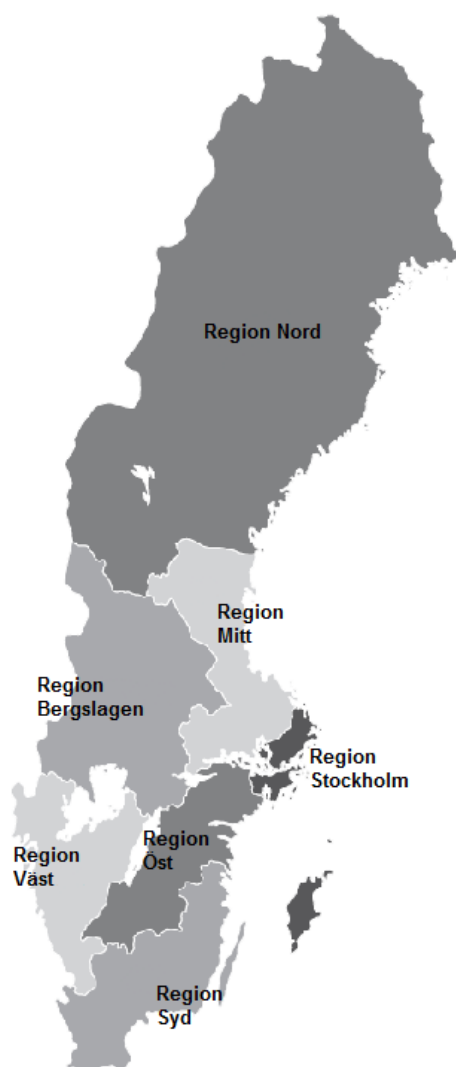 Region Nord
Region
Mitt
Region
Bergslagen
Region
Stockholm
Region
Öst
Region
Väst
Region
Syd